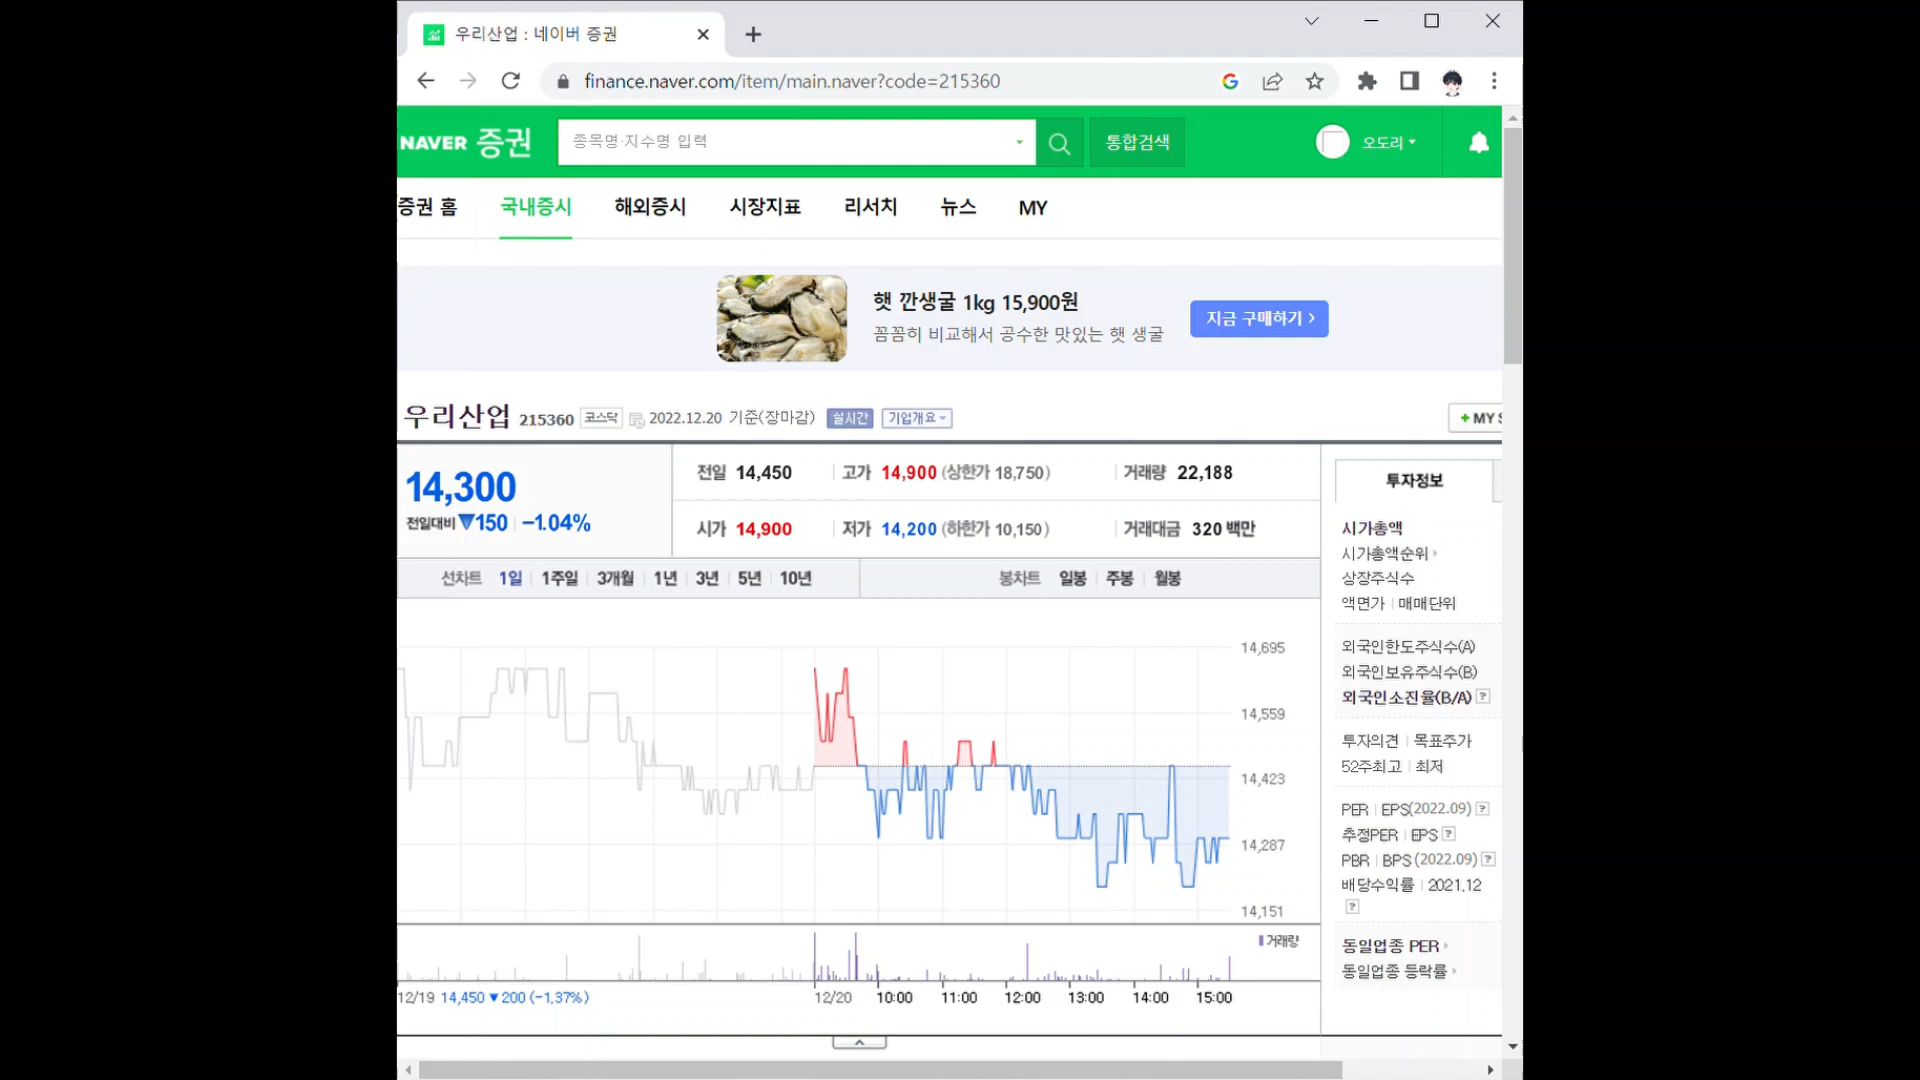 우리산업 : 네이버 증권
finance.naver.com/item/main.naver?code=215360
NAVER 증권
종목명·지수명 입력
통합검색
오도리
증권 홈 국내증시 해외증시 시장지표 리서치 뉴스 MY
햇 깐생굴 1kg 15,900원
꼼꼼히 비교해서 공수한 맛있는 햇 생굴
지금 구매하기
우리산업 215360 코스닥 2022.12.20 기준(장마감) 실시간 기업개요
+ MY S
14,300
전일대비 ▼150 -1.04%
전일 14,450 고가 14,900 (상한가 18,750) 거래량 22,188
시가 14,900 저가 14,200 (하한가 10,150) 거래대금 320 백만
선차트 1일 1주일 3개월 1년 3년 5년 10년 봉차트 일봉 주봉 월봉
14,695
14,559
14,423
14,287
14,151
거래량
12/19 14,450 ▼ 200 (-1.37%)
12/20 10:00 11:00 12:00 13:00 14:00 15:00
투자정보
시가총액
시가총액순위
상장주식수
액면가 매매단위
외국인한도주식수(A)
외국인보유주식수(B)
외국인소진율(B/A) ?
투자의견 목표주가
52주최고 최저
PER EPS(2022.09) ?
추정PER EPS ?
PBR BPS (2022.09) ?
배당수익률 2021.12
?
동일업종 PER
동일업종 등락률